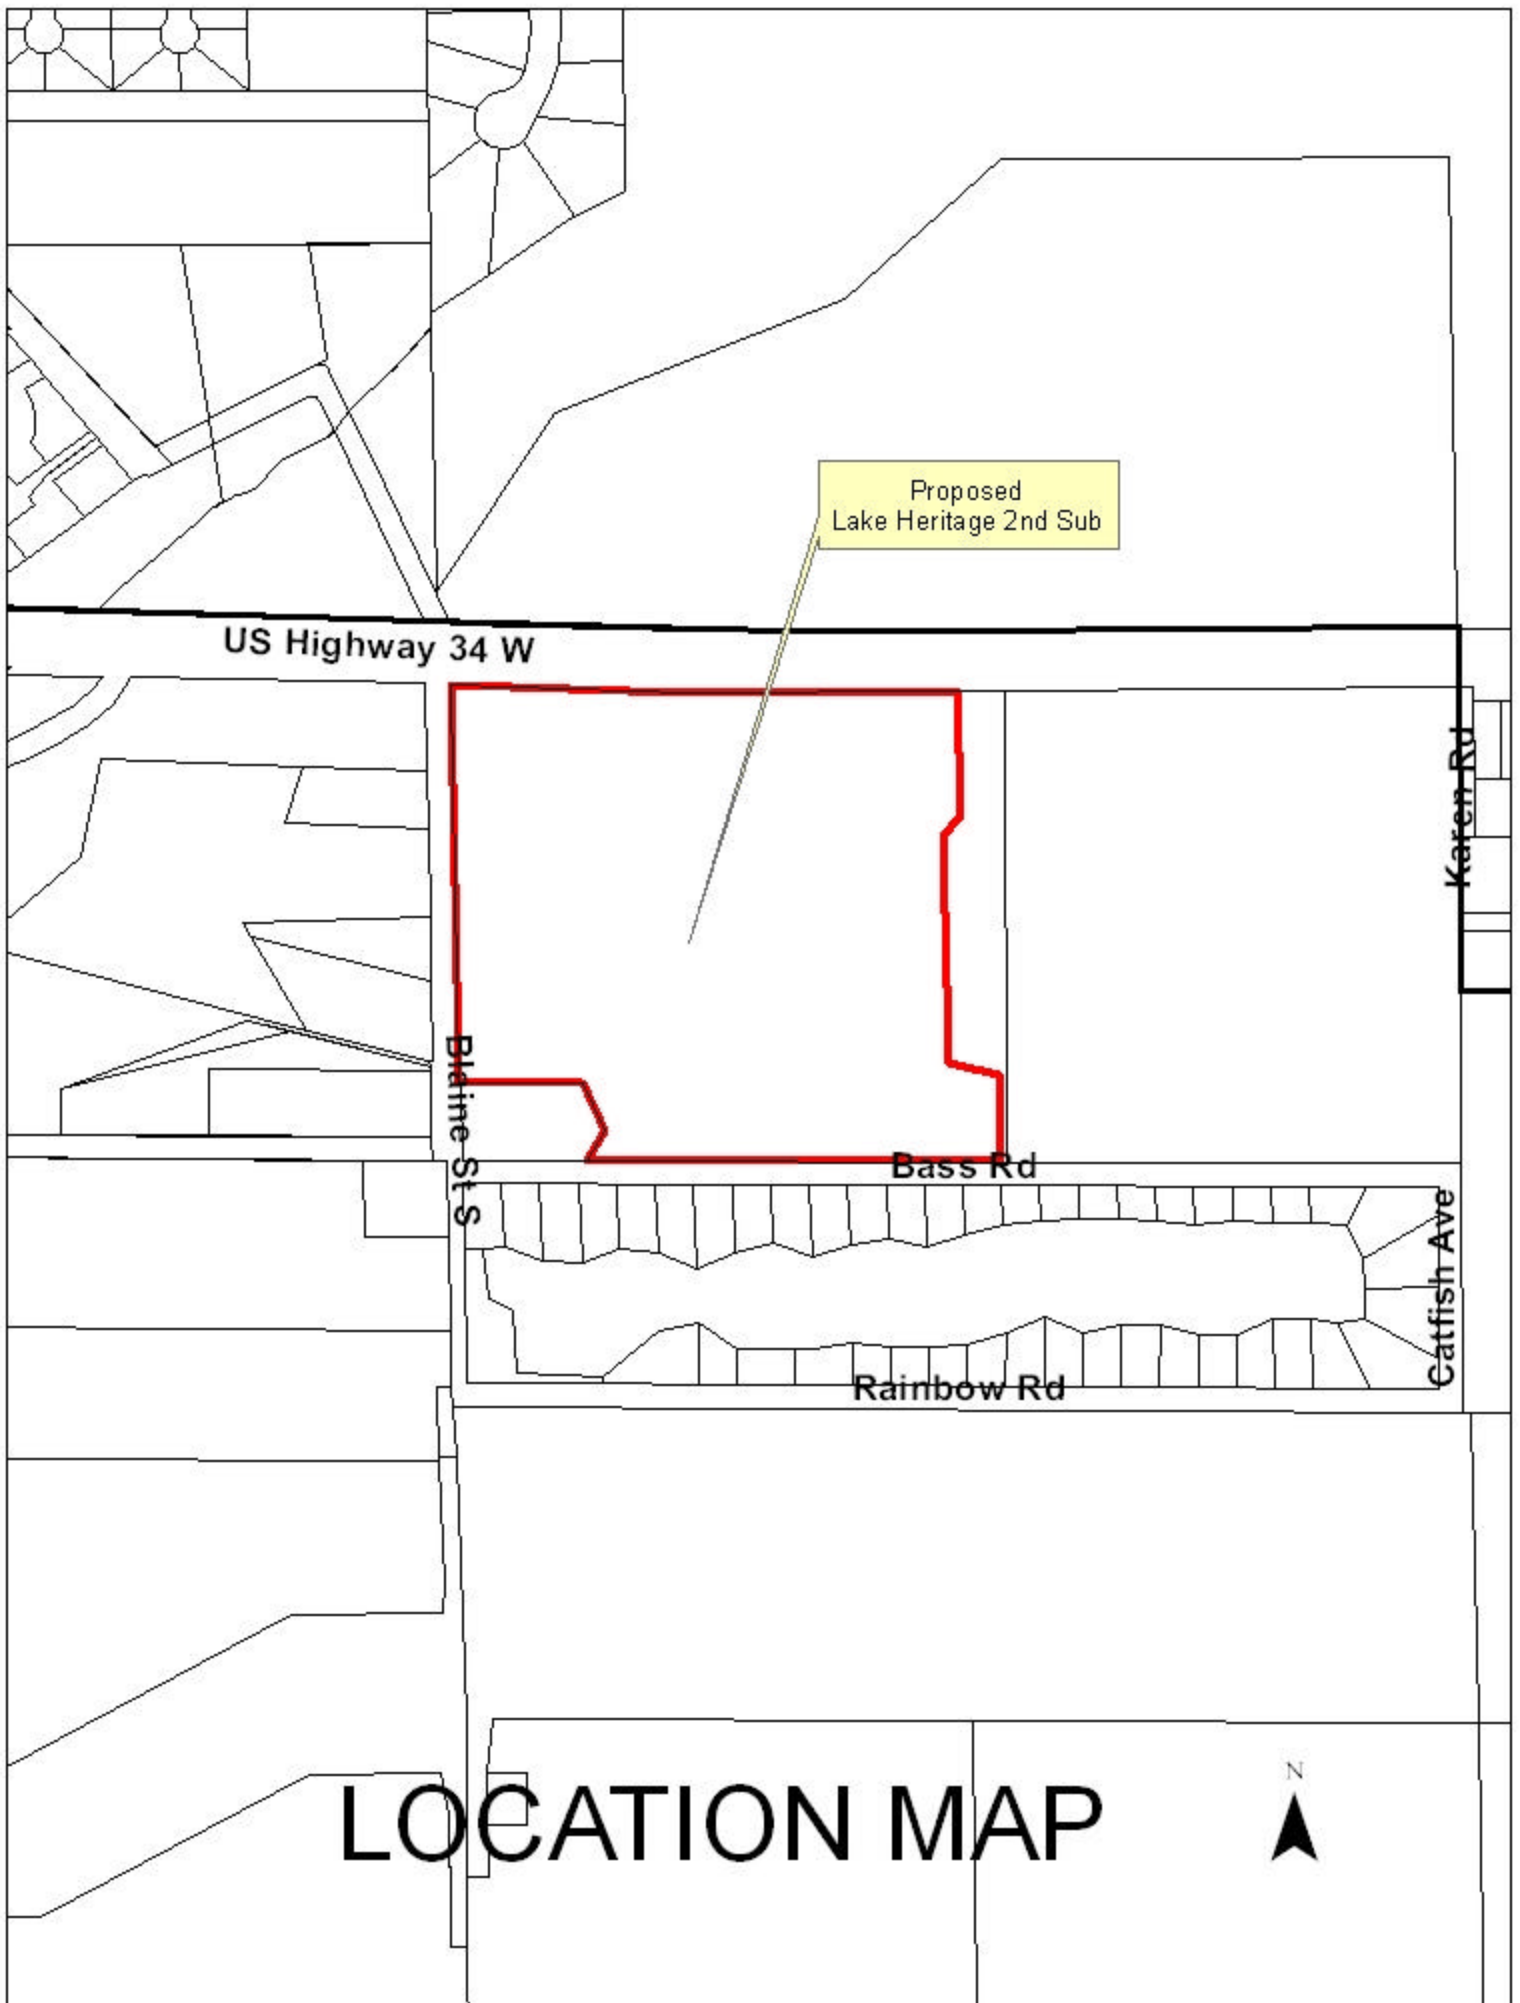 Proposed
Lake Heritage 2nd Sub
US Highway 34 W
Karen Rd
Blaine St S
Bass Rd
Catfish Ave
Rainbow Rd
N
LOCATION MAP